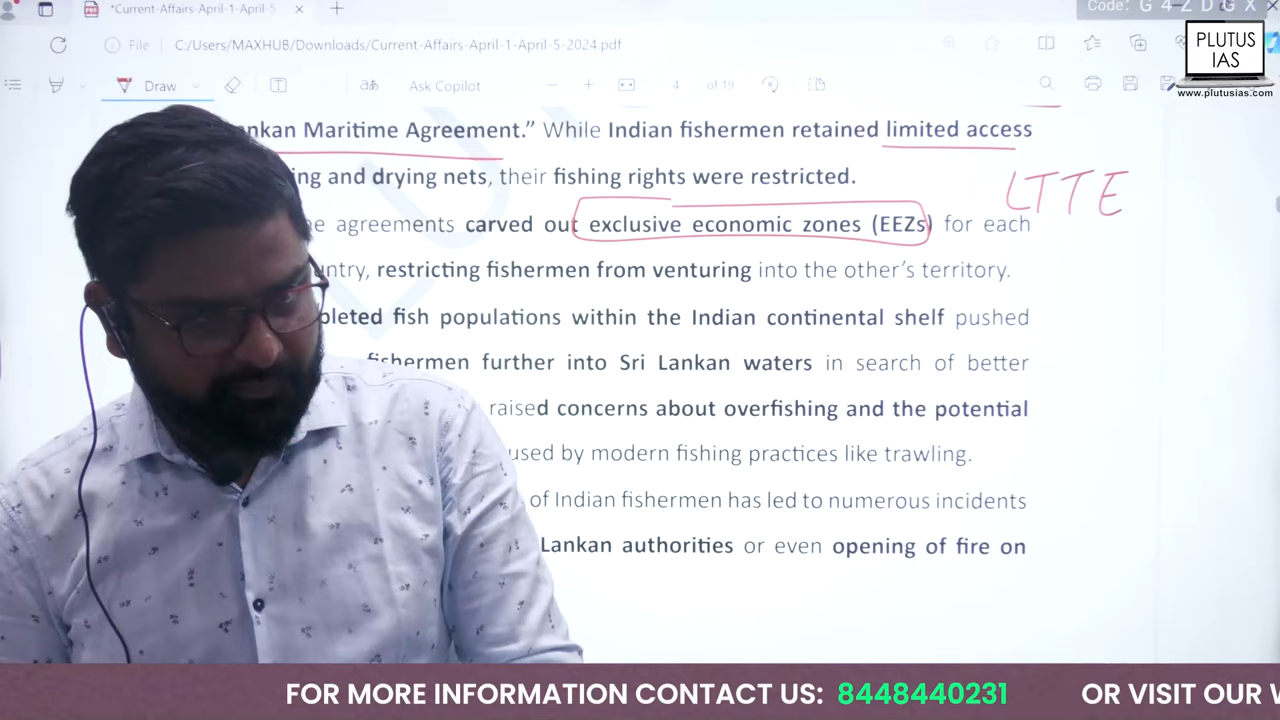 *Current-Affairs-April-1-April-5
Code: G 4 Z D G X
File C:/Users/MAXHUB/Downloads/Current-Affairs-April-1-April-5-2024.pdf
PLUTUS
IAS
www.plutusias.com
Draw Ask Copilot 4 of 19
nkan Maritime Agreement.” While Indian fishermen retained limited access
ing and drying nets, their fishing rights were restricted.
LTTE
e agreements carved out exclusive economic zones (EEZs) for each
untry, restricting fishermen from venturing into the other’s territory.
pleted fish populations within the Indian continental shelf pushed
fishermen further into Sri Lankan waters in search of better
raised concerns about overfishing and the potential
used by modern fishing practices like trawling.
of Indian fishermen has led to numerous incidents
Lankan authorities or even opening of fire on
FOR MORE INFORMATION CONTACT US: 8448440231 OR VISIT OUR W